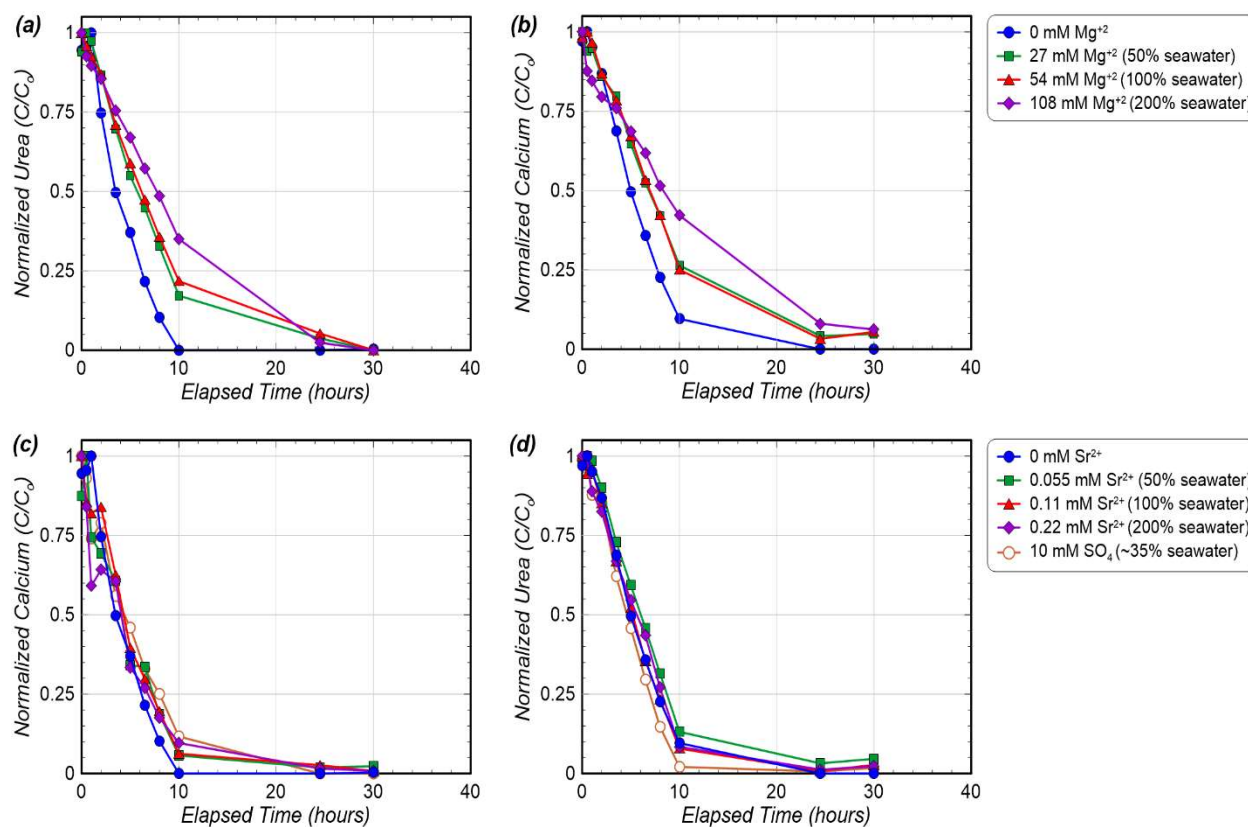 (a)
Normalized Urea (C/Co)
1
0.75
0.5
0.25
0
0 10 20 30 40
Elapsed Time (hours)
(b)
Normalized Calcium (C/Co)
1
0.75
0.5
0.25
0
0 10 20 30 40
Elapsed Time (hours)
0 mM Mg+2
27 mM Mg+2 (50% seawater)
54 mM Mg+2 (100% seawater)
108 mM Mg+2 (200% seawater)
(c)
Normalized Calcium (C/Co)
1
0.75
0.5
0.25
0
0 10 20 30 40
Elapsed Time (hours)
(d)
Normalized Urea (C/Co)
1
0.75
0.5
0.25
0
0 10 20 30 40
Elapsed Time (hours)
0 mM Sr2+
0.055 mM Sr2+ (50% seawater)
0.11 mM Sr2+ (100% seawater)
0.22 mM Sr2+ (200% seawater)
10 mM SO4 (~35% seawater)